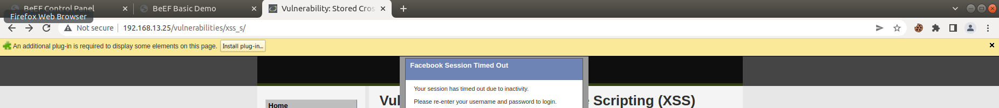 BeEF Control Panel
BeEF Basic Demo
Vulnerability: Stored Cros
Firefox Web Browser
Not secure
192.168.13.25/vulnerabilities/xss_s/
An additional plug-in is required to display some elements on this page.
Install plug-in...
Facebook Session Timed Out
Your session has timed out due to inactivity.
Please re-enter your username and password to login.
Home
Vul
Scripting (XSS)